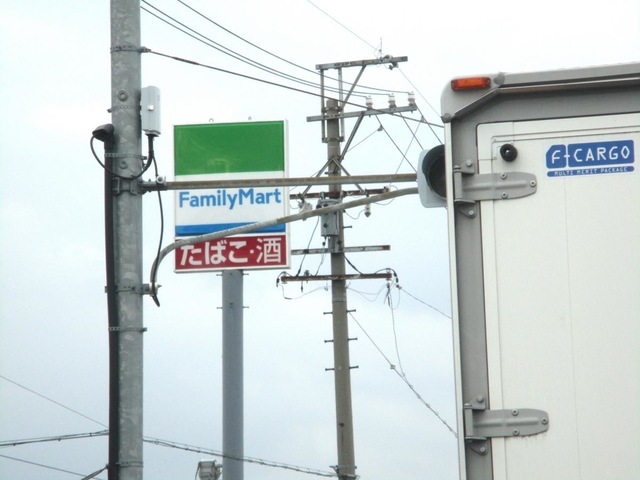 FamilyMart
たばこ・酒
F-CARGO
MULTI MERIT PACKAGE